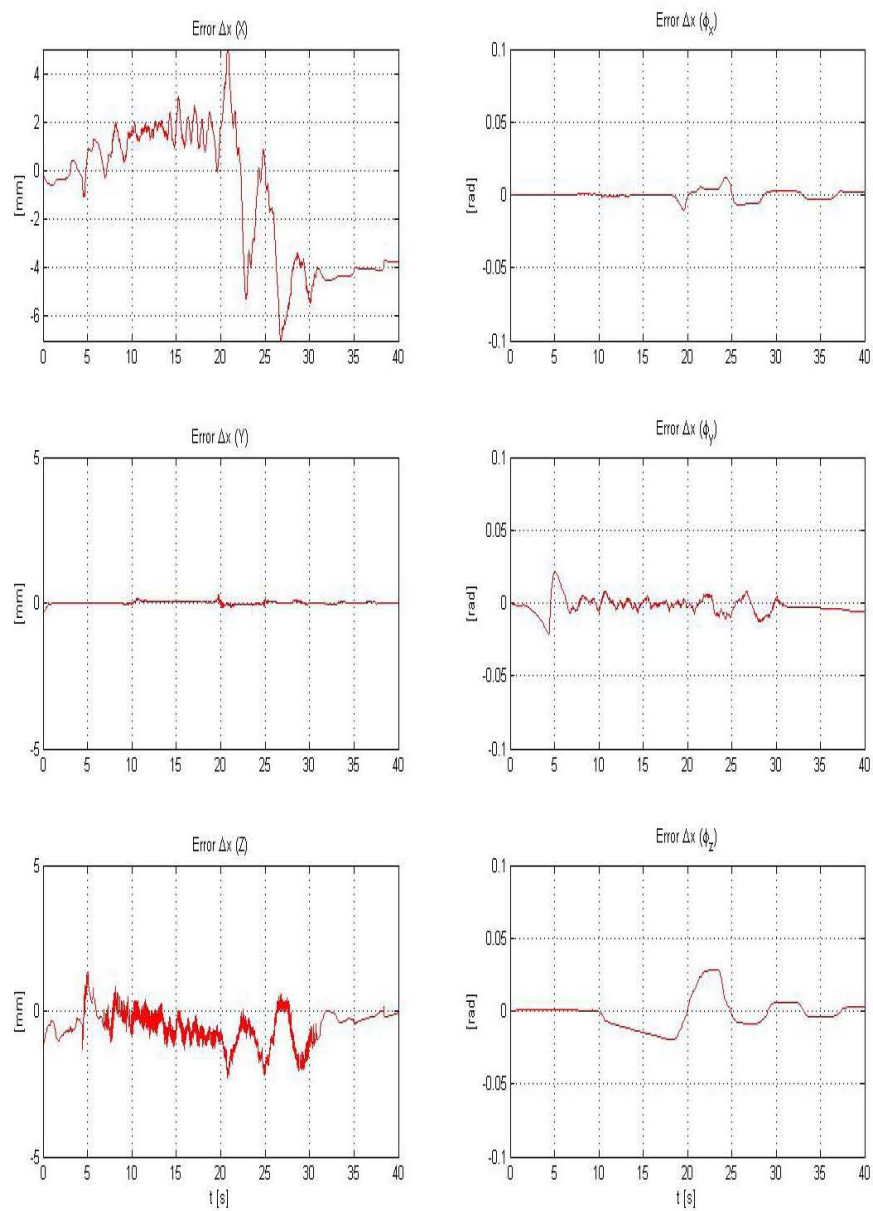 Error Δx (X)
[mm]
4
2
0
-2
-4
-6
0 5 10 15 20 25 30 35 40
Error Δx (ϕx)
[rad]
0.1
0.05
0
-0.05
-0.1
0 5 10 15 20 25 30 35 40
Error Δx (Y)
[mm]
5
0
-5
0 5 10 15 20 25 30 35 40
Error Δx (ϕy)
[rad]
0.1
0.05
0
-0.05
-0.1
0 5 10 15 20 25 30 35 40
Error Δx (Z)
[mm]
5
0
-5
0 5 10 15 20 25 30 35 40
t [s]
Error Δx (ϕz)
[rad]
0.1
0.05
0
-0.05
-0.1
0 5 10 15 20 25 30 35 40
t [s]